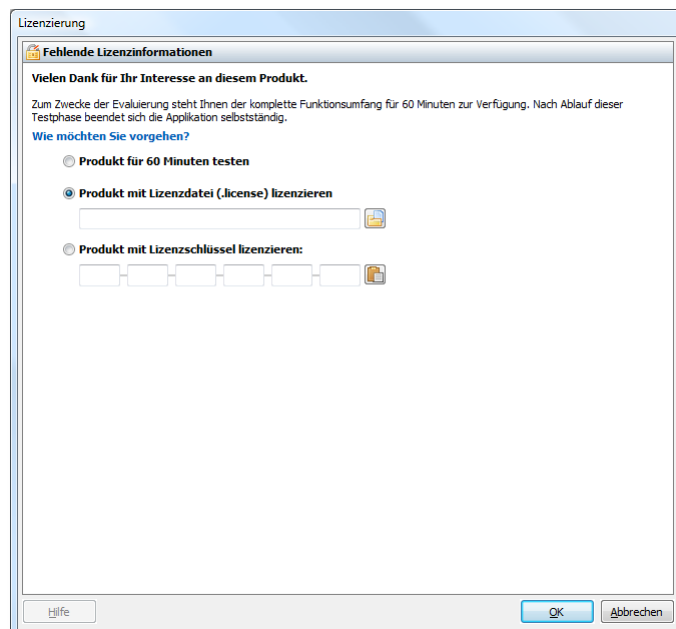 Lizenzierung
Fehlende Lizenzinformationen
Vielen Dank für Ihr Interesse an diesem Produkt.
Zum Zwecke der Evaluierung steht Ihnen der komplette Funktionsumfang für 60 Minuten zur Verfügung. Nach Ablauf dieser
Testphase beendet sich die Applikation selbstständig.
Wie möchten Sie vorgehen?
Produkt für 60 Minuten testen
Produkt mit Lizenzdatei (.license) lizenzieren
Produkt mit Lizenzschlüssel lizenzieren:
Hilfe OK Abbrechen